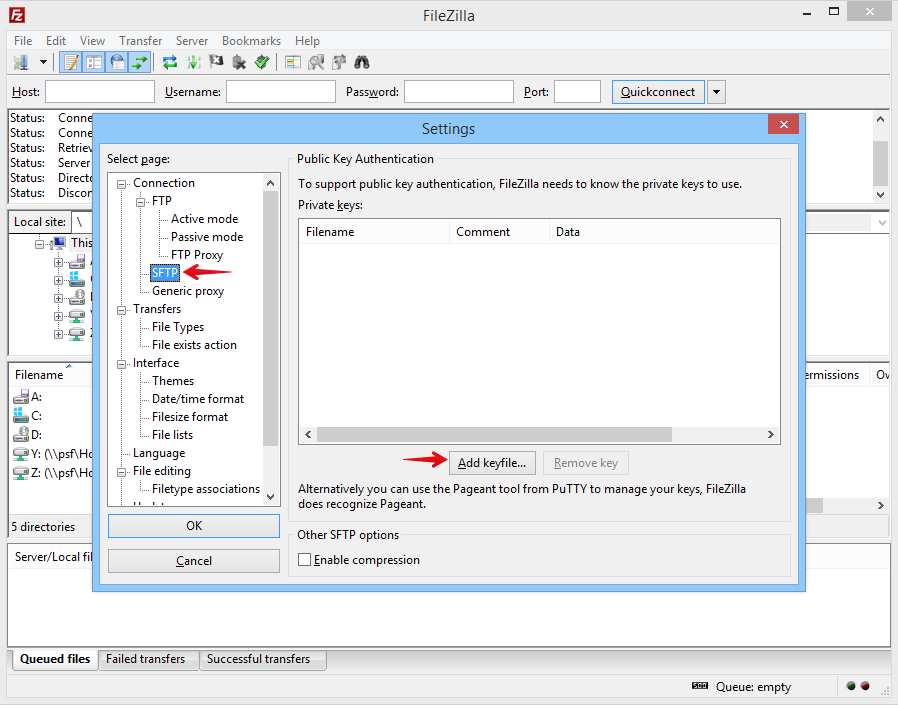 FileZilla
File Edit View Transfer Server Bookmarks Help
Host: Username: Password: Port: Quickconnect
Status: Conne
Status: Conne
Status: Retriev
Status: Server
Status: Directo
Status: Discon
Settings
Select page:
Connection
FTP
Active mode
Passive mode
FTP Proxy
SFTP
Generic proxy
Transfers
File Types
File exists action
Interface
Themes
Date/time format
Filesize format
File lists
Language
File editing
Filetype associations
Public Key Authentication
To support public key authentication, FileZilla needs to know the private keys to use.
Private keys:
Filename Comment Data
Add keyfile... Remove key
Alternatively you can use the Pageant tool from PuTTY to manage your keys, FileZilla
does recognize Pageant.
Other SFTP options
Enable compression
OK
Cancel
Local site: \
This
Filename ermissions Ov
A:
C:
D:
Y: (\\psf\Ho
Z: (\\psf\Ho
5 directories
Server/Local fil
Queued files Failed transfers Successful transfers
Queue: empty